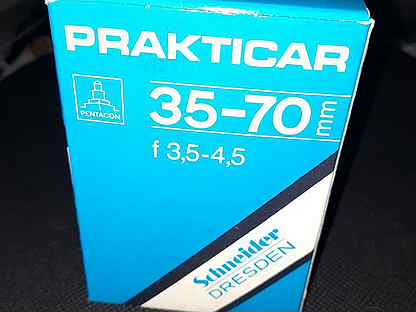 PRAKTICAR
PENTACON
35-70 mm
f 3,5-4,5
Schneider
DRESDEN